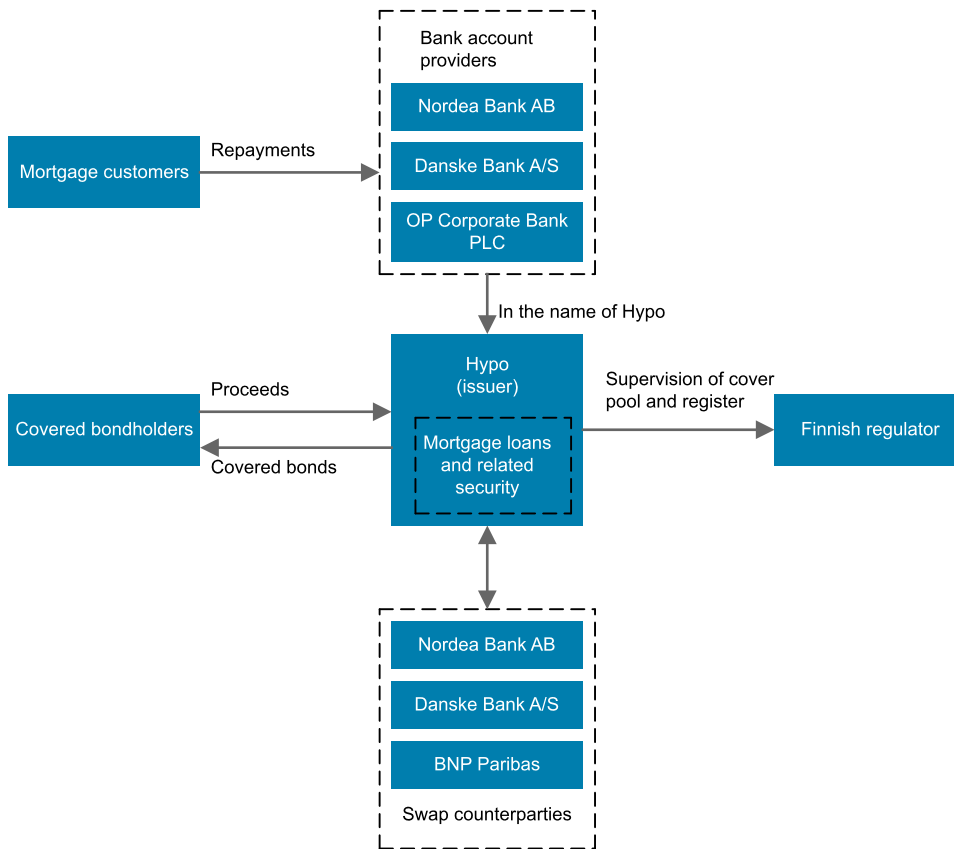 Bank account
providers
Nordea Bank AB
Danske Bank A/S
OP Corporate Bank
PLC
Mortgage customers
Repayments
In the name of Hypo
Hypo
(issuer)
Mortgage loans
and related
security
Covered bondholders
Proceeds
Covered bonds
Supervision of cover
pool and register
Finnish regulator
Nordea Bank AB
Danske Bank A/S
BNP Paribas
Swap counterparties